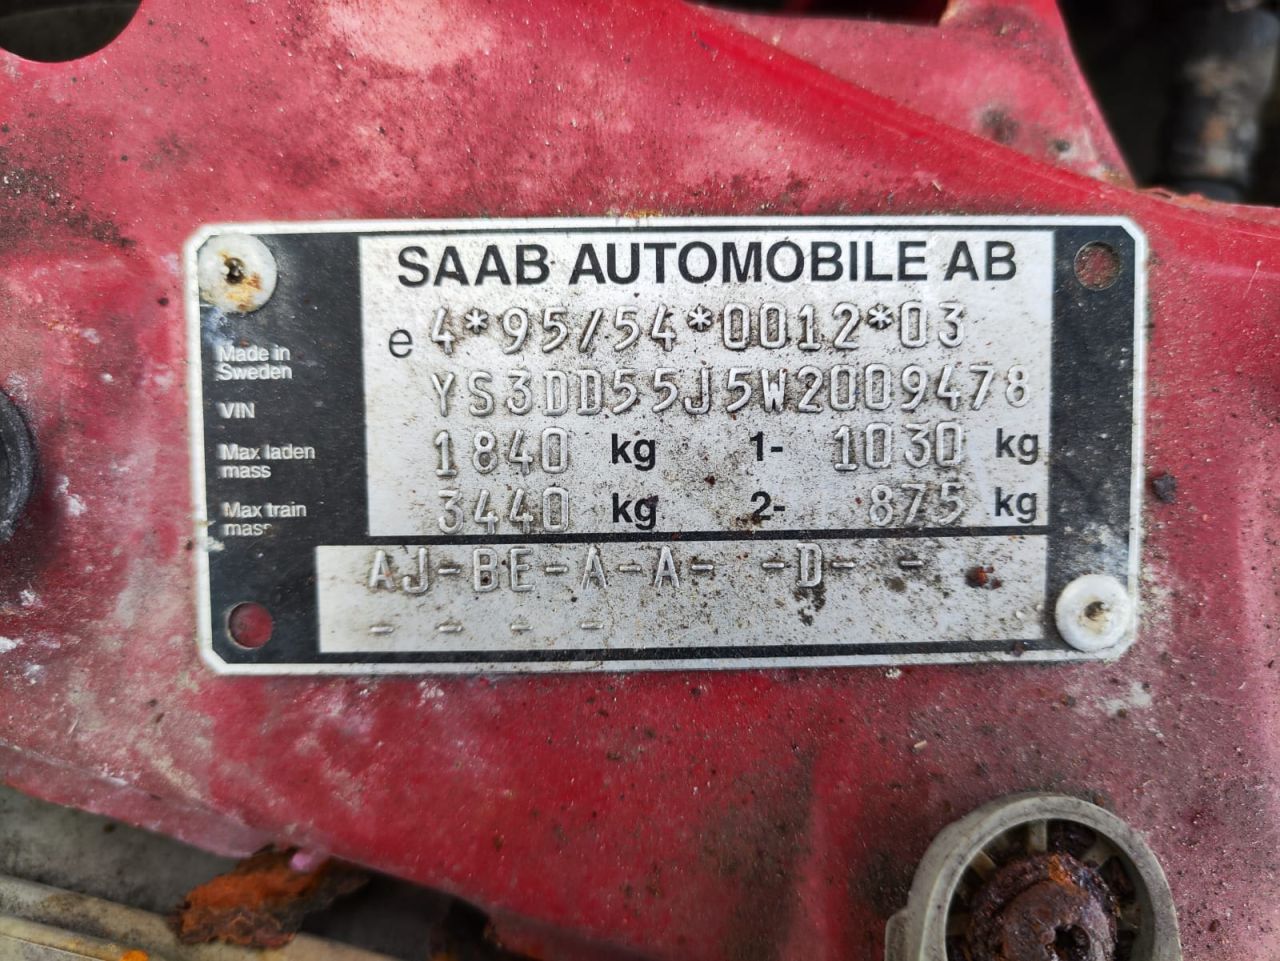 SAAB AUTOMOBILE AB
e 4*95/54*0012*03
Made in
Sweden
VIN YS3DD55J5W2009478
Max laden
mass 1840 kg 1- 1030 kg
Max train
mass 3440 kg 2- 875 kg
AJ-BE-A-A- -D- -
- - - -